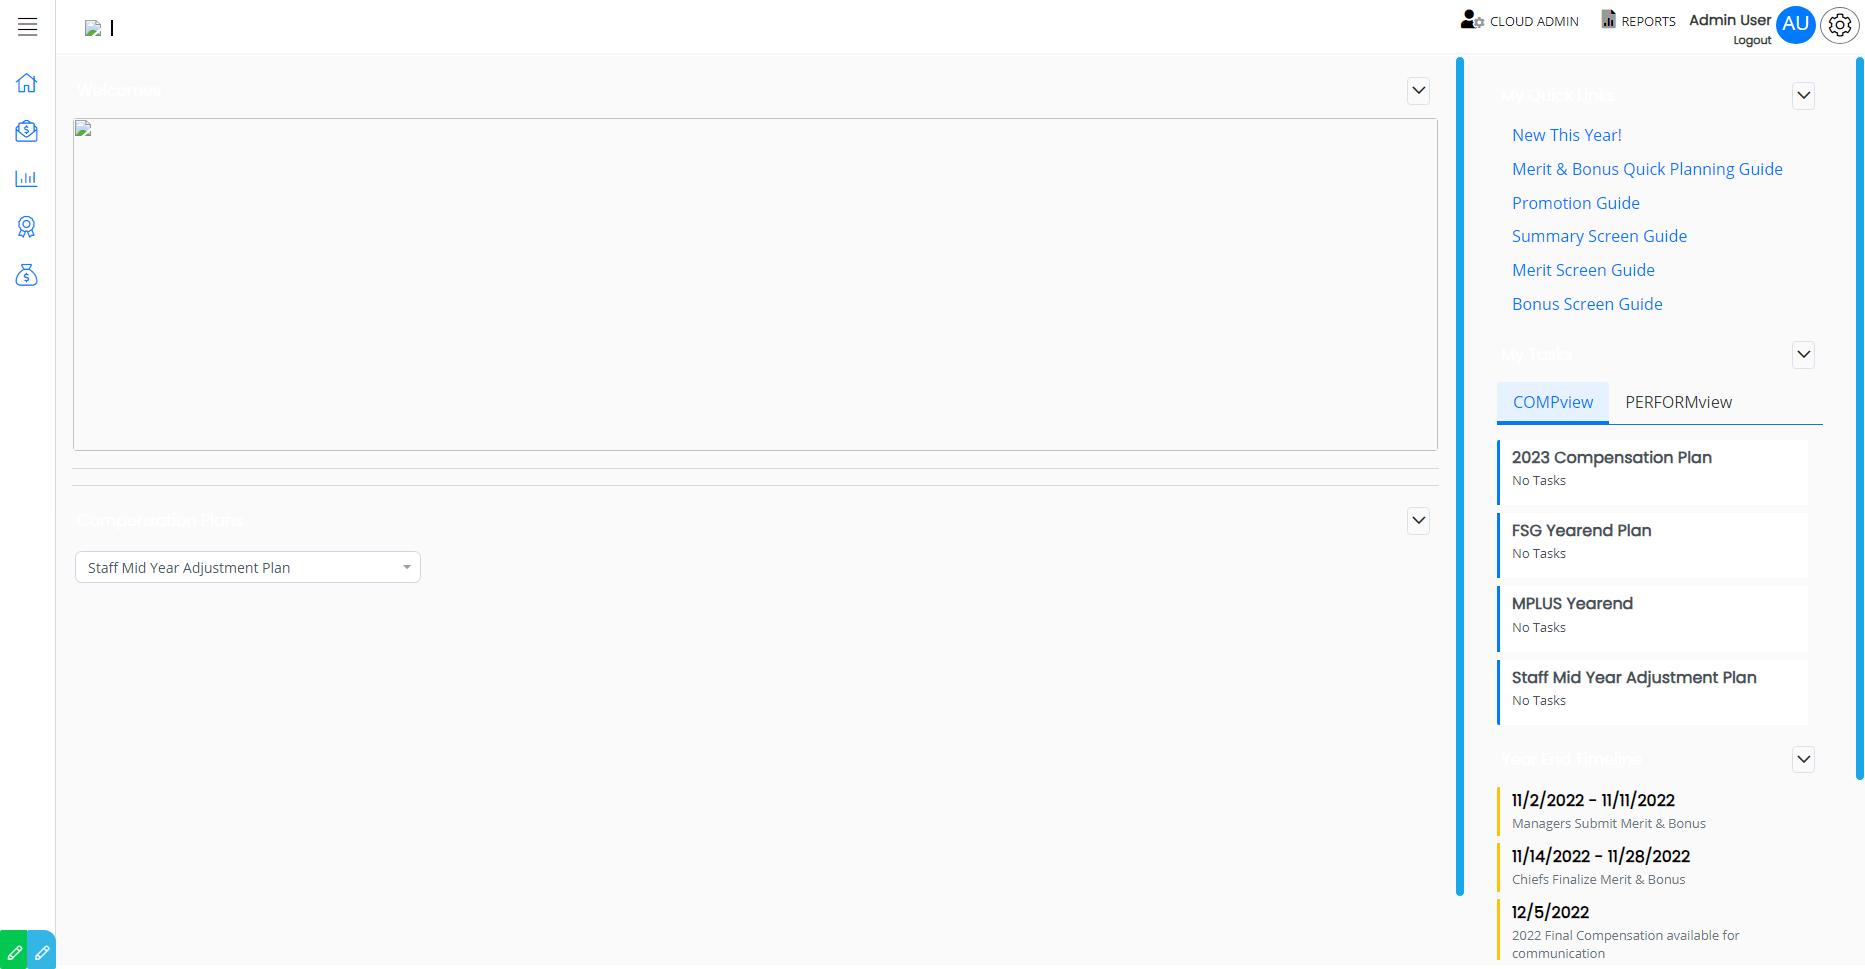 CLOUD ADMIN
REPORTS
Admin User
Logout
AU
Welcomes
My Quick Links
New This Year!
Merit & Bonus Quick Planning Guide
Promotion Guide
Summary Screen Guide
Merit Screen Guide
Bonus Screen Guide
My Tasks
COMPview
PERFORMview
2023 Compensation Plan
No Tasks
FSG Yearend Plan
No Tasks
MPLUS Yearend
No Tasks
Staff Mid Year Adjustment Plan
No Tasks
Compensation Plans
Staff Mid Year Adjustment Plan
Year End Timeline
11/2/2022 - 11/11/2022
Managers Submit Merit & Bonus
11/14/2022 - 11/28/2022
Chiefs Finalize Merit & Bonus
12/5/2022
2022 Final Compensation available for
communication